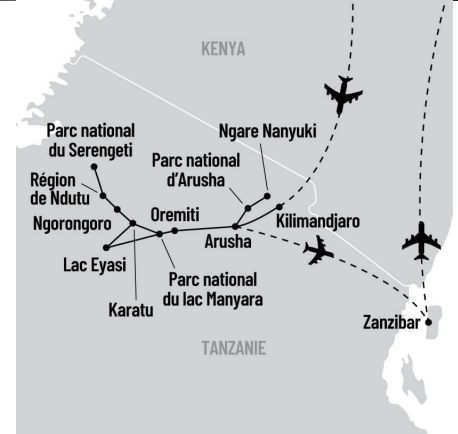 KENYA
Parc national
du Serengeti
Ngare Nanyuki
Parc national
d'Arusha
Région
de Ndutu
Ngorongoro
Oremiti
Kilimandjaro
Arusha
Lac Eyasi
Parc national
du lac Manyara
Karatu
Zanzibar
TANZANIE